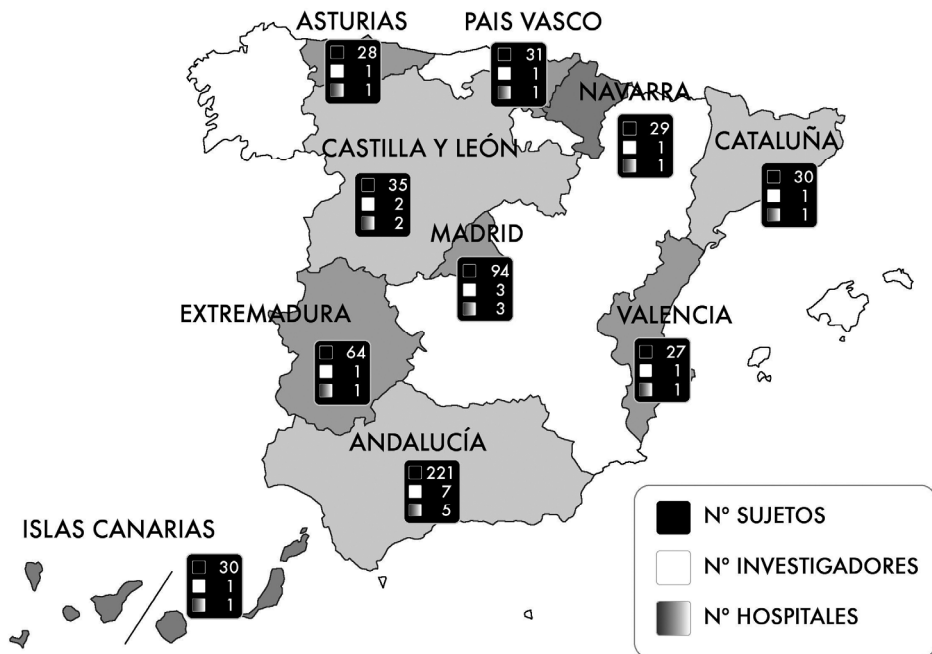 ASTURIAS
28
1
1
PAIS VASCO
31
1
1
NAVARRA
29
1
1
CATALUÑA
30
1
1
CASTILLA Y LEÓN
35
2
2
MADRID
94
3
3
EXTREMADURA
64
1
1
VALENCIA
27
1
1
ANDALUCÍA
221
7
5
ISLAS CANARIAS
30
1
1
Nº SUJETOS
Nº INVESTIGADORES
Nº HOSPITALES